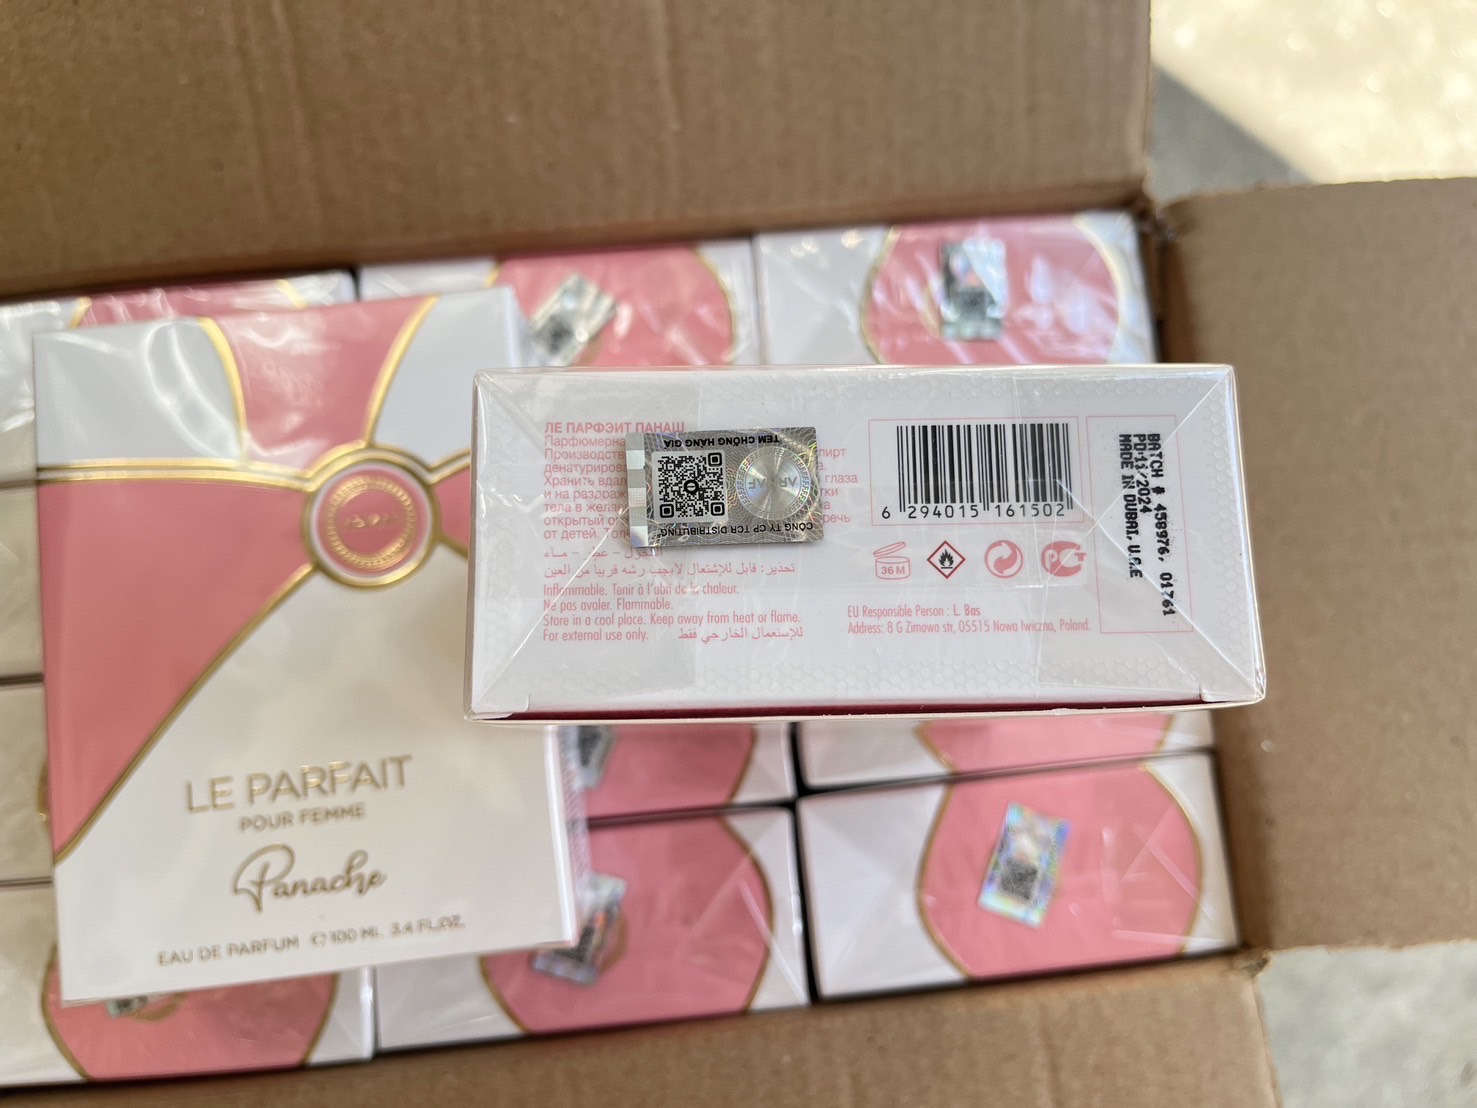 LE PARFAIT
POUR FEMME
Panache
EAU DE PARFUM ℮ 100 ML. 3.4 FL.OZ.
ЛЕ ПАРФЭИТ ПАНАШ
Парфюмерна
Производств спирт
денатурирова
Хранить вдал глаза
и на раздраж
тела в желя
открытый о
от детей.
TEM CHỐNG HÀNG GIẢ
CÔNG TY CP TCR DISTRIBUTING
تحذير: قابل للإشتعال لايجب رشه قريبا من العين
Inflammable. Tenir à l'abri de la chaleur.
Ne pas avaler. Flammable.
Store in a cool place. Keep away from heat or flame.
For external use only. للإستعمال الخارجي فقط
6 294015 161502
36 M
EU Responsible Person : L. Bas
Address: 8 G Zimowa str, 05515 Nowa Iwiczna, Poland.
BATCH # 458976, 01761
PD:11/2024
MADE IN DUBAI, U.A.E